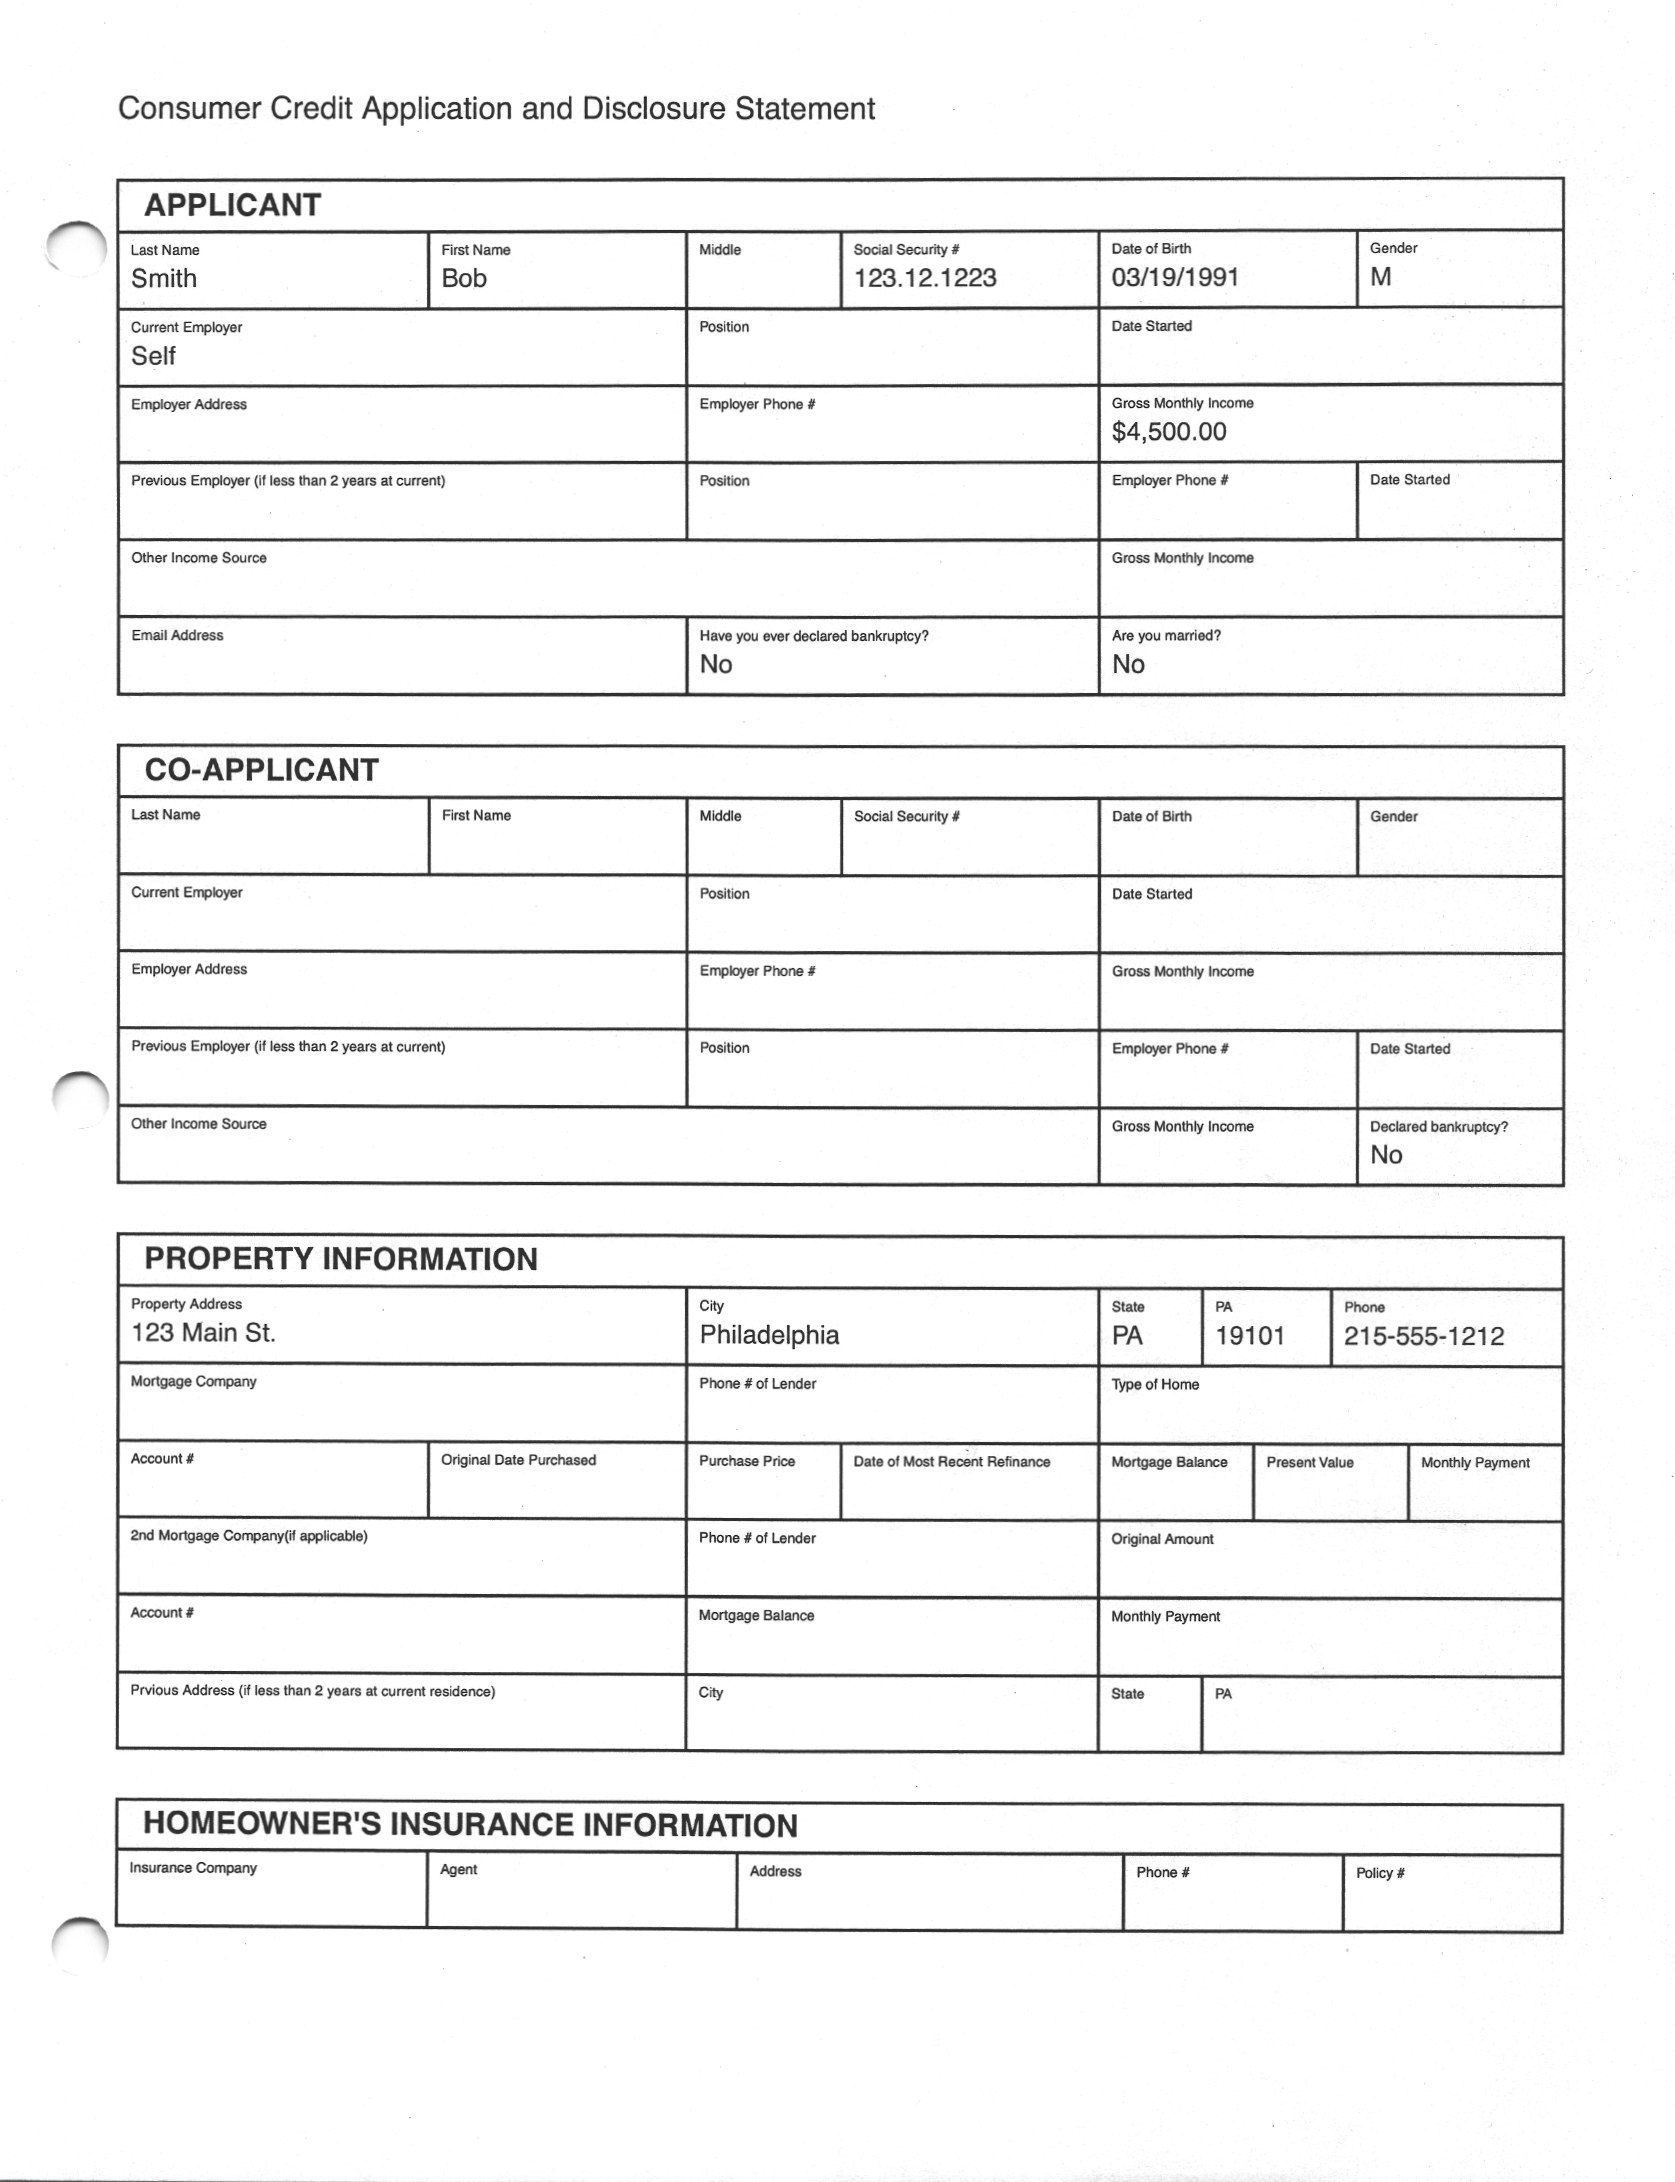 Consumer Credit Application and Disclosure Statement
APPLICANT
Last Name First Name Middle Social Security # Date of Birth Gender
Smith Bob 123.12.1223 03/19/1991 M
Current Employer Position Date Started
Self
Employer Address Employer Phone # Gross Monthly Income
$4,500.00
Previous Employer (if less than 2 years at current) Position Employer Phone # Date Started
Other Income Source Gross Monthly Income
Email Address Have you ever declared bankruptcy? Are you married?
No No
CO-APPLICANT
Last Name First Name Middle Social Security # Date of Birth Gender
Current Employer Position Date Started
Employer Address Employer Phone # Gross Monthly Income
Previous Employer (if less than 2 years at current) Position Employer Phone # Date Started
Other Income Source Gross Monthly Income Declared bankruptcy?
No
PROPERTY INFORMATION
Property Address City State PA Phone
123 Main St. Philadelphia PA 19101 215-555-1212
Mortgage Company Phone # of Lender Type of Home
Account # Original Date Purchased Purchase Price Date of Most Recent Refinance Mortgage Balance Present Value Monthly Payment
2nd Mortgage Company(if applicable) Phone # of Lender Original Amount
Account # Mortgage Balance Monthly Payment
Prvious Address (if less than 2 years at current residence) City State PA
HOMEOWNER'S INSURANCE INFORMATION
Insurance Company Agent Address Phone # Policy #